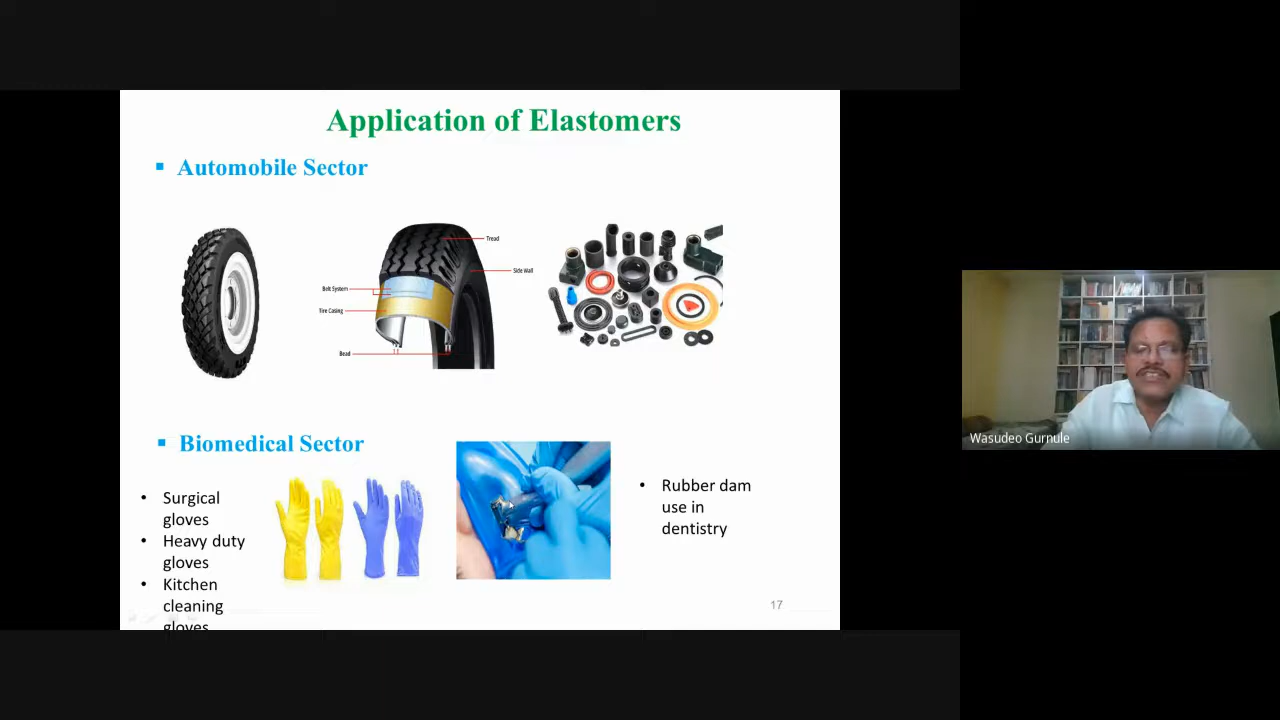 Application of Elastomers
▪ Automobile Sector
Tread
Side Wall
Belt System
Tire Casing
Bead
▪ Biomedical Sector
• Surgical
gloves
• Heavy duty
gloves
• Kitchen
cleaning
gloves
• Rubber dam
use in
dentistry
17
Wasudeo Gurnule